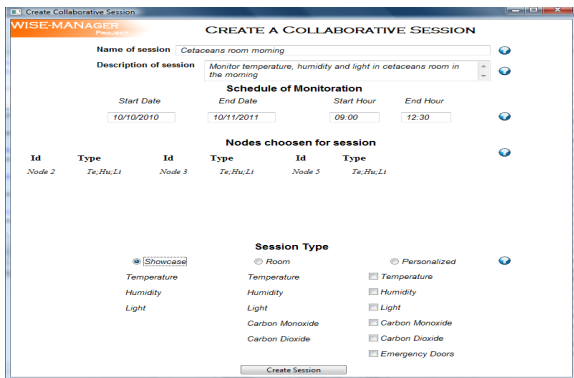 Create Collaborative Session
WISE-MANAGER
PROJECT
CREATE A COLLABORATIVE SESSION
Name of session Cetaceans room morning
Description of session Monitor temperature, humidity and light in cetaceans room in
the morning
Schedule of Monitoration
Start Date End Date Start Hour End Hour
10/10/2010 10/11/2011 09:00 12:30
Nodes choosen for session
Id Type Id Type Id Type
Node 2 Te;Hu;Li Node 3 Te;Hu;Li Node 5 Te;Hu;Li
Session Type
Showcase Room Personalized
Temperature Temperature Temperature
Humidity Humidity Humidity
Light Light Light
Carbon Monoxide Carbon Monoxide
Carbon Dioxide Carbon Dioxide
Emergency Doors
Create Session